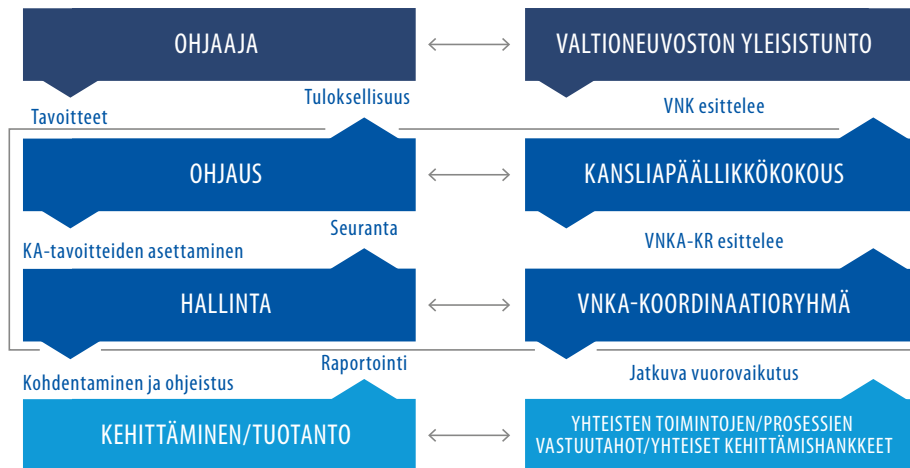 OHJAAJA
VALTIONEUVOSTON YLEISISTUNTO
Tavoitteet
Tuloksellisuus
VNK esittelee
OHJAUS
KANSLIAPÄÄLLIKKÖKOKOUS
KA-tavoitteiden asettaminen
Seuranta
VNKA-KR esittelee
HALLINTA
VNKA-KOORDINAATIORYHMÄ
Kohdentaminen ja ohjeistus
Raportointi
Jatkuva vuorovaikutus
KEHITTÄMINEN/TUOTANTO
YHTEISTEN TOIMINTOJEN/PROSESSIEN
VASTUUTAHOT/YHTEISET KEHITTÄMISHANKKEET